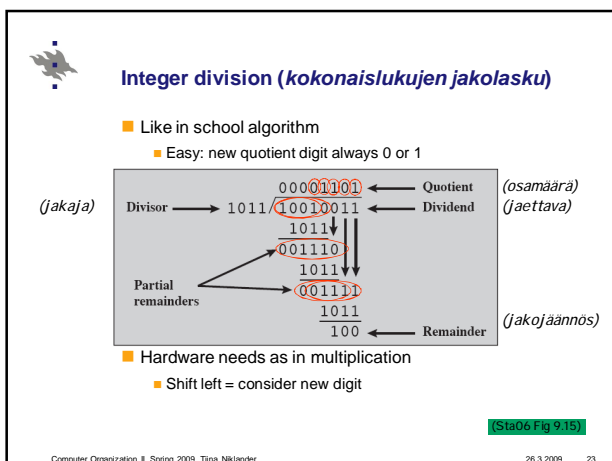 Integer division (kokonaislukujen jakolasku)
Like in school algorithm
Easy: new quotient digit always 0 or 1
00001101 Quotient (osamäärä)
(jakaja) Divisor 1011 10010011 Dividend (jaettava)
1011
001110
1011
Partial
remainders
001111
1011
100 Remainder (jakojäännös)
Hardware needs as in multiplication
Shift left = consider new digit
(Sta06 Fig 9.15)
Computer Organization II, Spring 2009, Tiina Niklander 26.3.2009 23